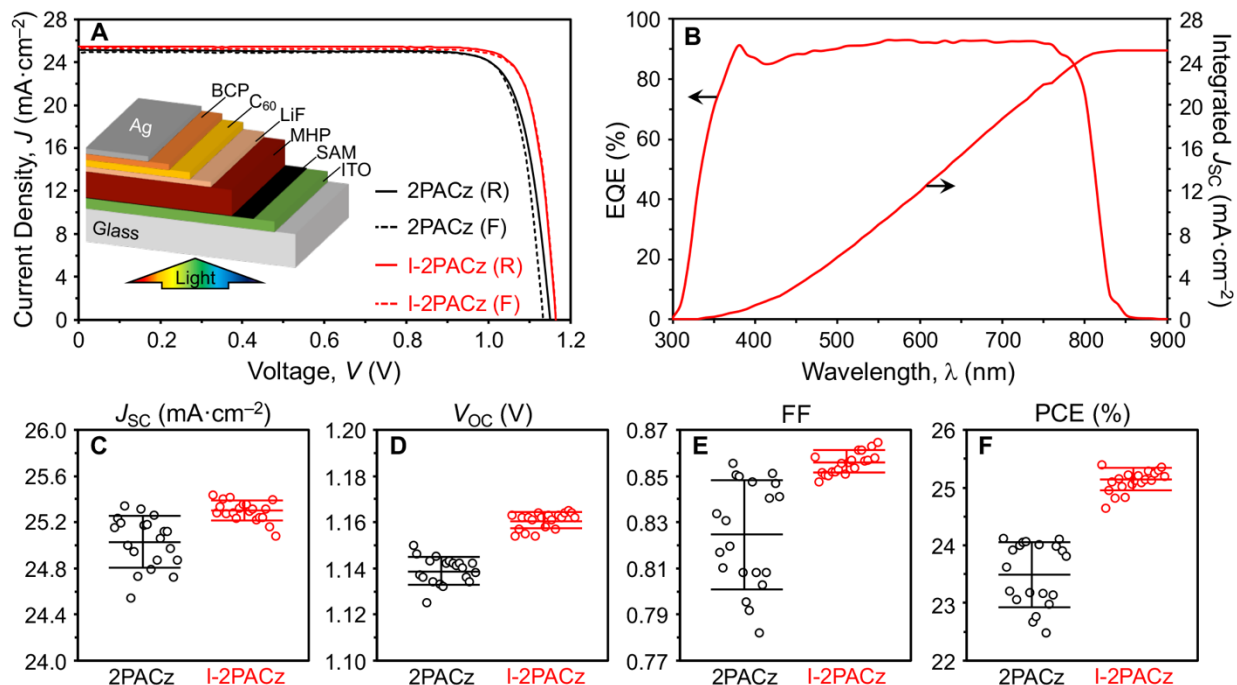 A
Current Density, J (mA·cm⁻²)
28
24
20
16
12
8
4
0
0.0
0.2
0.4
0.6
0.8
1.0
1.2
Voltage, V (V)
Ag
BCP
C₆₀
LiF
MHP
SAM
ITO
Glass
Light
2PACz (R)
2PACz (F)
I-2PACz (R)
I-2PACz (F)
B
EQE (%)
100
80
60
40
20
0
300
400
500
600
700
800
900
Wavelength, λ (nm)
28
24
20
16
12
8
4
0
Integrated JSC (mA·cm⁻²)
JSC (mA·cm⁻²)
C
26.0
25.6
25.2
24.8
24.4
24.0
2PACz
I-2PACz
VOC (V)
D
1.20
1.18
1.16
1.14
1.12
1.10
2PACz
I-2PACz
FF
E
0.87
0.85
0.83
0.81
0.79
0.77
2PACz
I-2PACz
PCE (%)
F
26
25
24
23
22
2PACz
I-2PACz